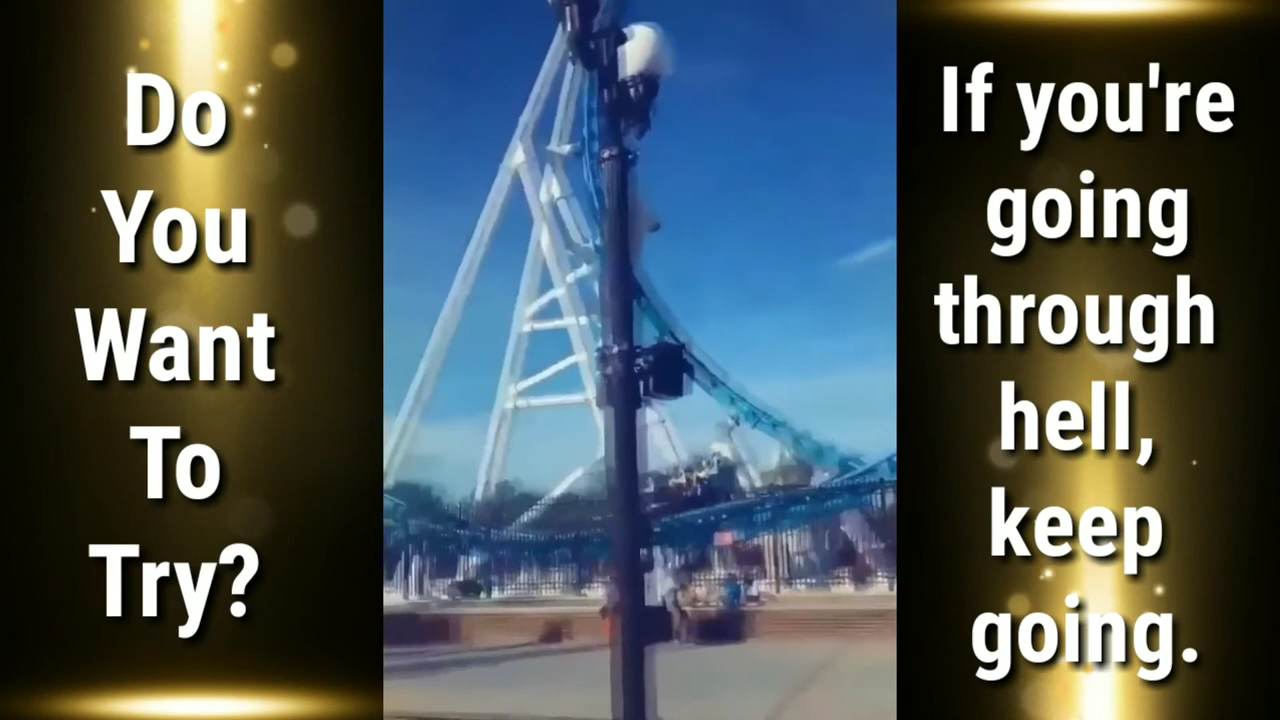 Do
You
Want
To
Try?
If you're
going
through
hell,
keep
going.